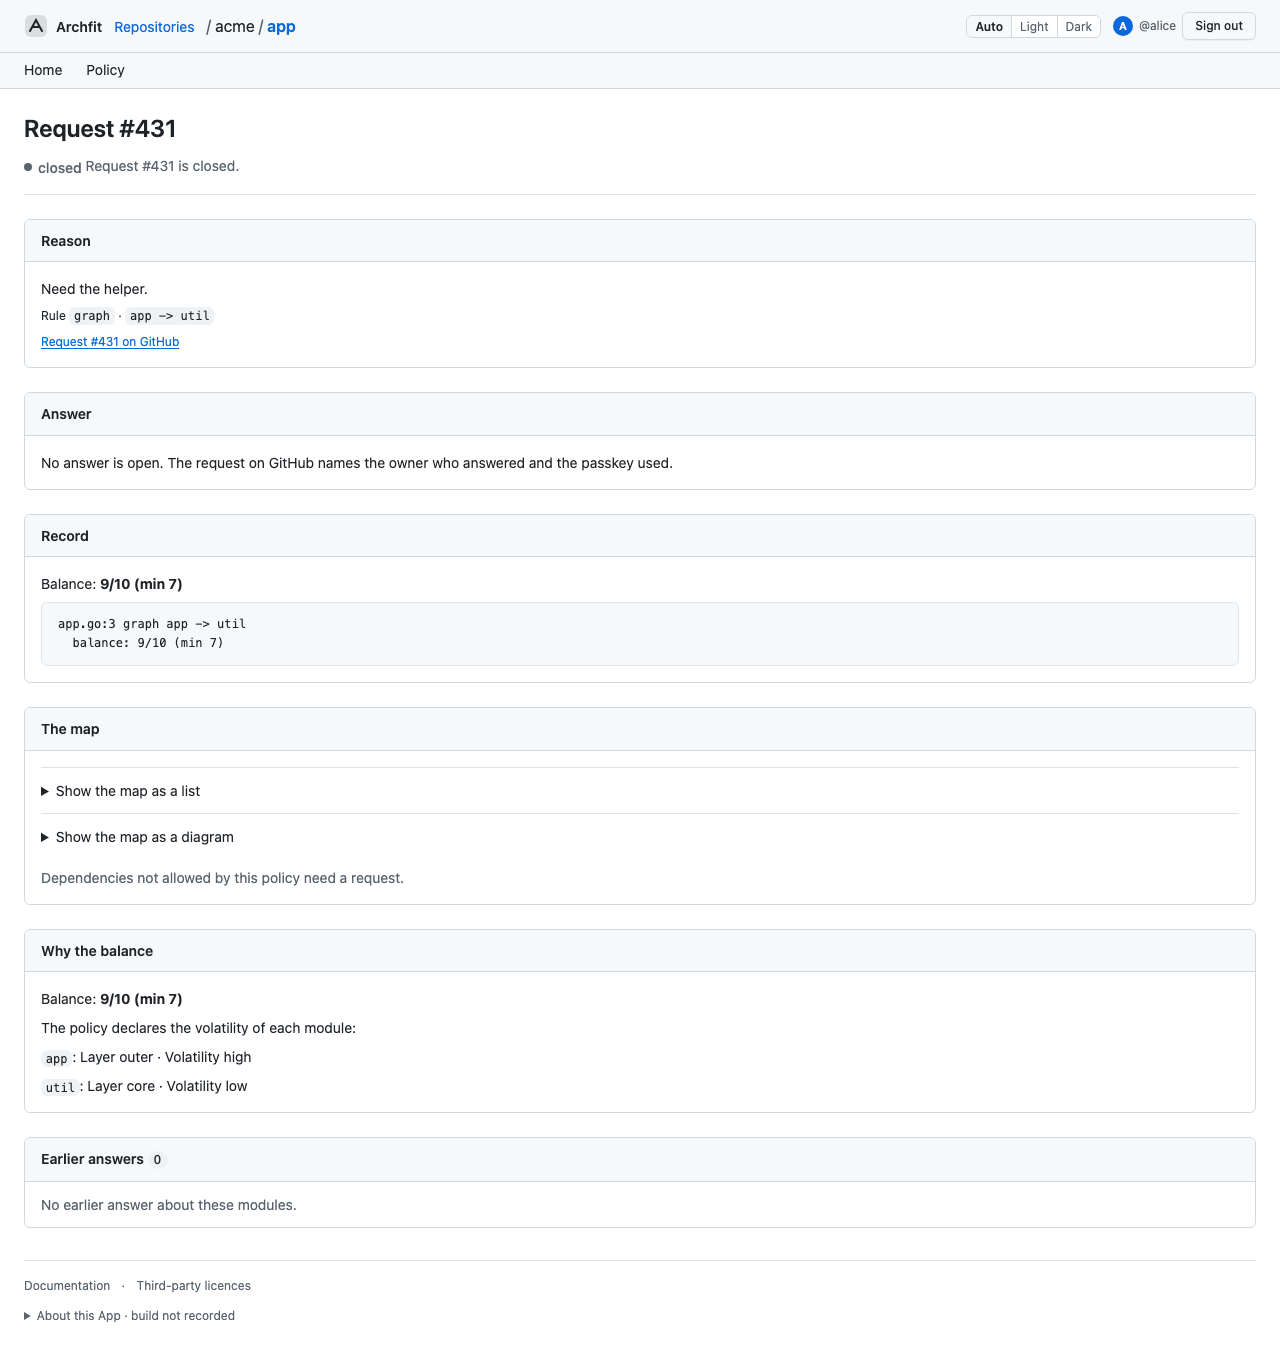 Archfit Repositories / acme / app
Auto Light Dark A @alice Sign out
Home Policy
Request #431
closed Request #431 is closed.
Reason
Need the helper.
Rule graph · app -> util
Request #431 on GitHub
Answer
No answer is open. The request on GitHub names the owner who answered and the passkey used.
Record
Balance: 9/10 (min 7)
app.go:3 graph app -> util
balance: 9/10 (min 7)
The map
Show the map as a list
Show the map as a diagram
Dependencies not allowed by this policy need a request.
Why the balance
Balance: 9/10 (min 7)
The policy declares the volatility of each module:
app: Layer outer · Volatility high
util: Layer core · Volatility low
Earlier answers 0
No earlier answer about these modules.
Documentation · Third-party licences
About this App · build not recorded